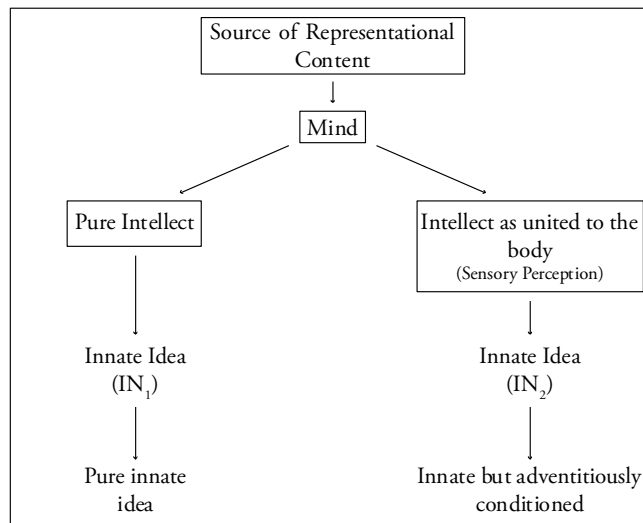 Source of Representational
Content
Mind
Pure Intellect
Intellect as united to the
body
(Sensory Perception)
Innate Idea
(IN₁)
Innate Idea
(IN₂)
Pure innate
idea
Innate but adventitiously
conditioned